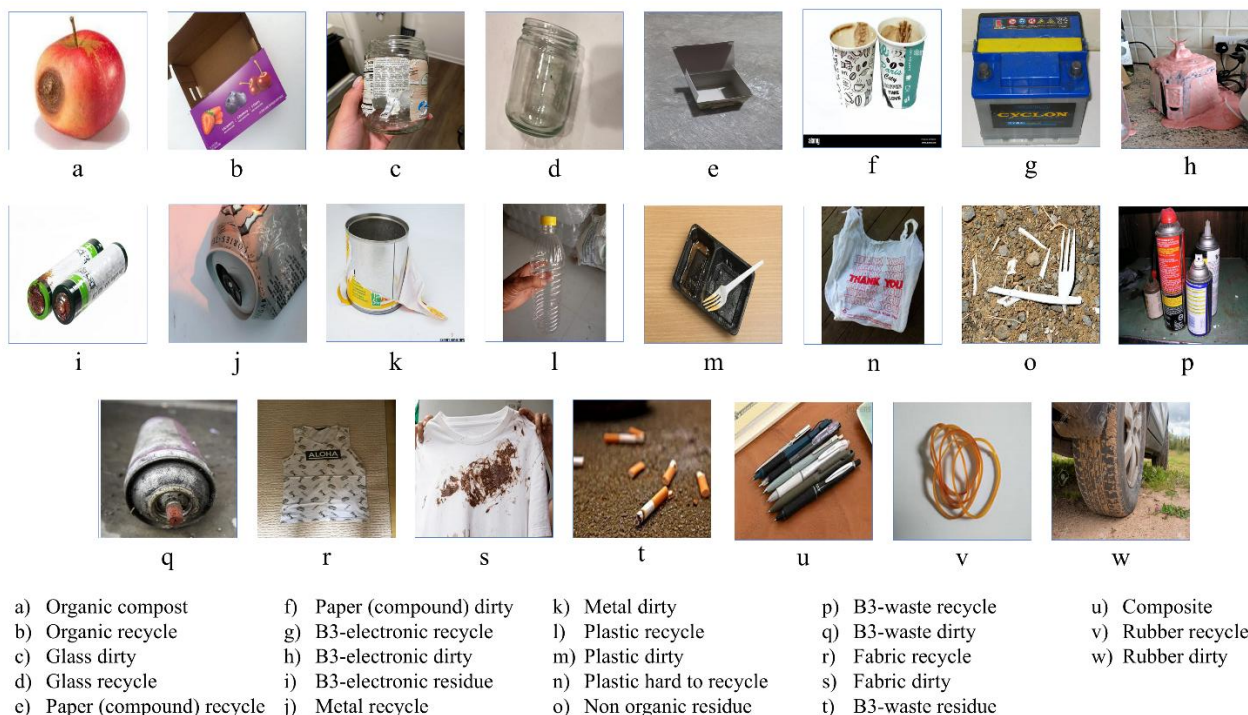 a b c d e f g h
CYCLON
i j k l m n o p
THANK YOU
q r s t u v w
ALOHA
a) Organic compost
b) Organic recycle
c) Glass dirty
d) Glass recycle
e) Paper (compound) recycle
f) Paper (compound) dirty
g) B3-electronic recycle
h) B3-electronic dirty
i) B3-electronic residue
j) Metal recycle
k) Metal dirty
l) Plastic recycle
m) Plastic dirty
n) Plastic hard to recycle
o) Non organic residue
p) B3-waste recycle
q) B3-waste dirty
r) Fabric recycle
s) Fabric dirty
t) B3-waste residue
u) Composite
v) Rubber recycle
w) Rubber dirty